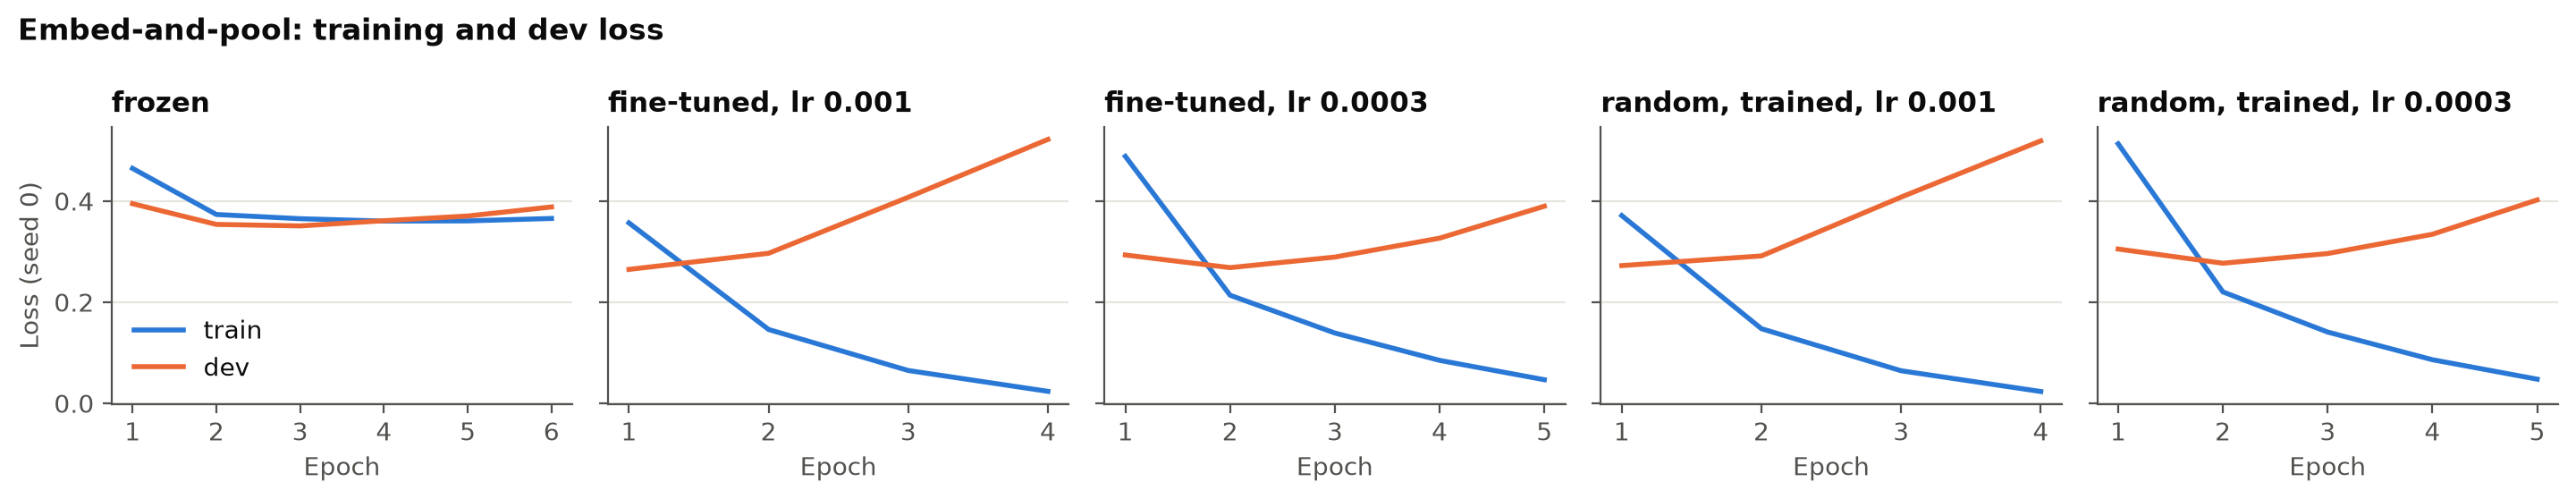 Embed-and-pool: training and dev loss
frozen
fine-tuned, lr 0.001
fine-tuned, lr 0.0003
random, trained, lr 0.001
random, trained, lr 0.0003
Loss (seed 0)
0.4
0.2
0.0
train
dev
1 2 3 4 5 6
1 2 3 4
1 2 3 4 5
1 2 3 4
1 2 3 4 5
Epoch
Epoch
Epoch
Epoch
Epoch